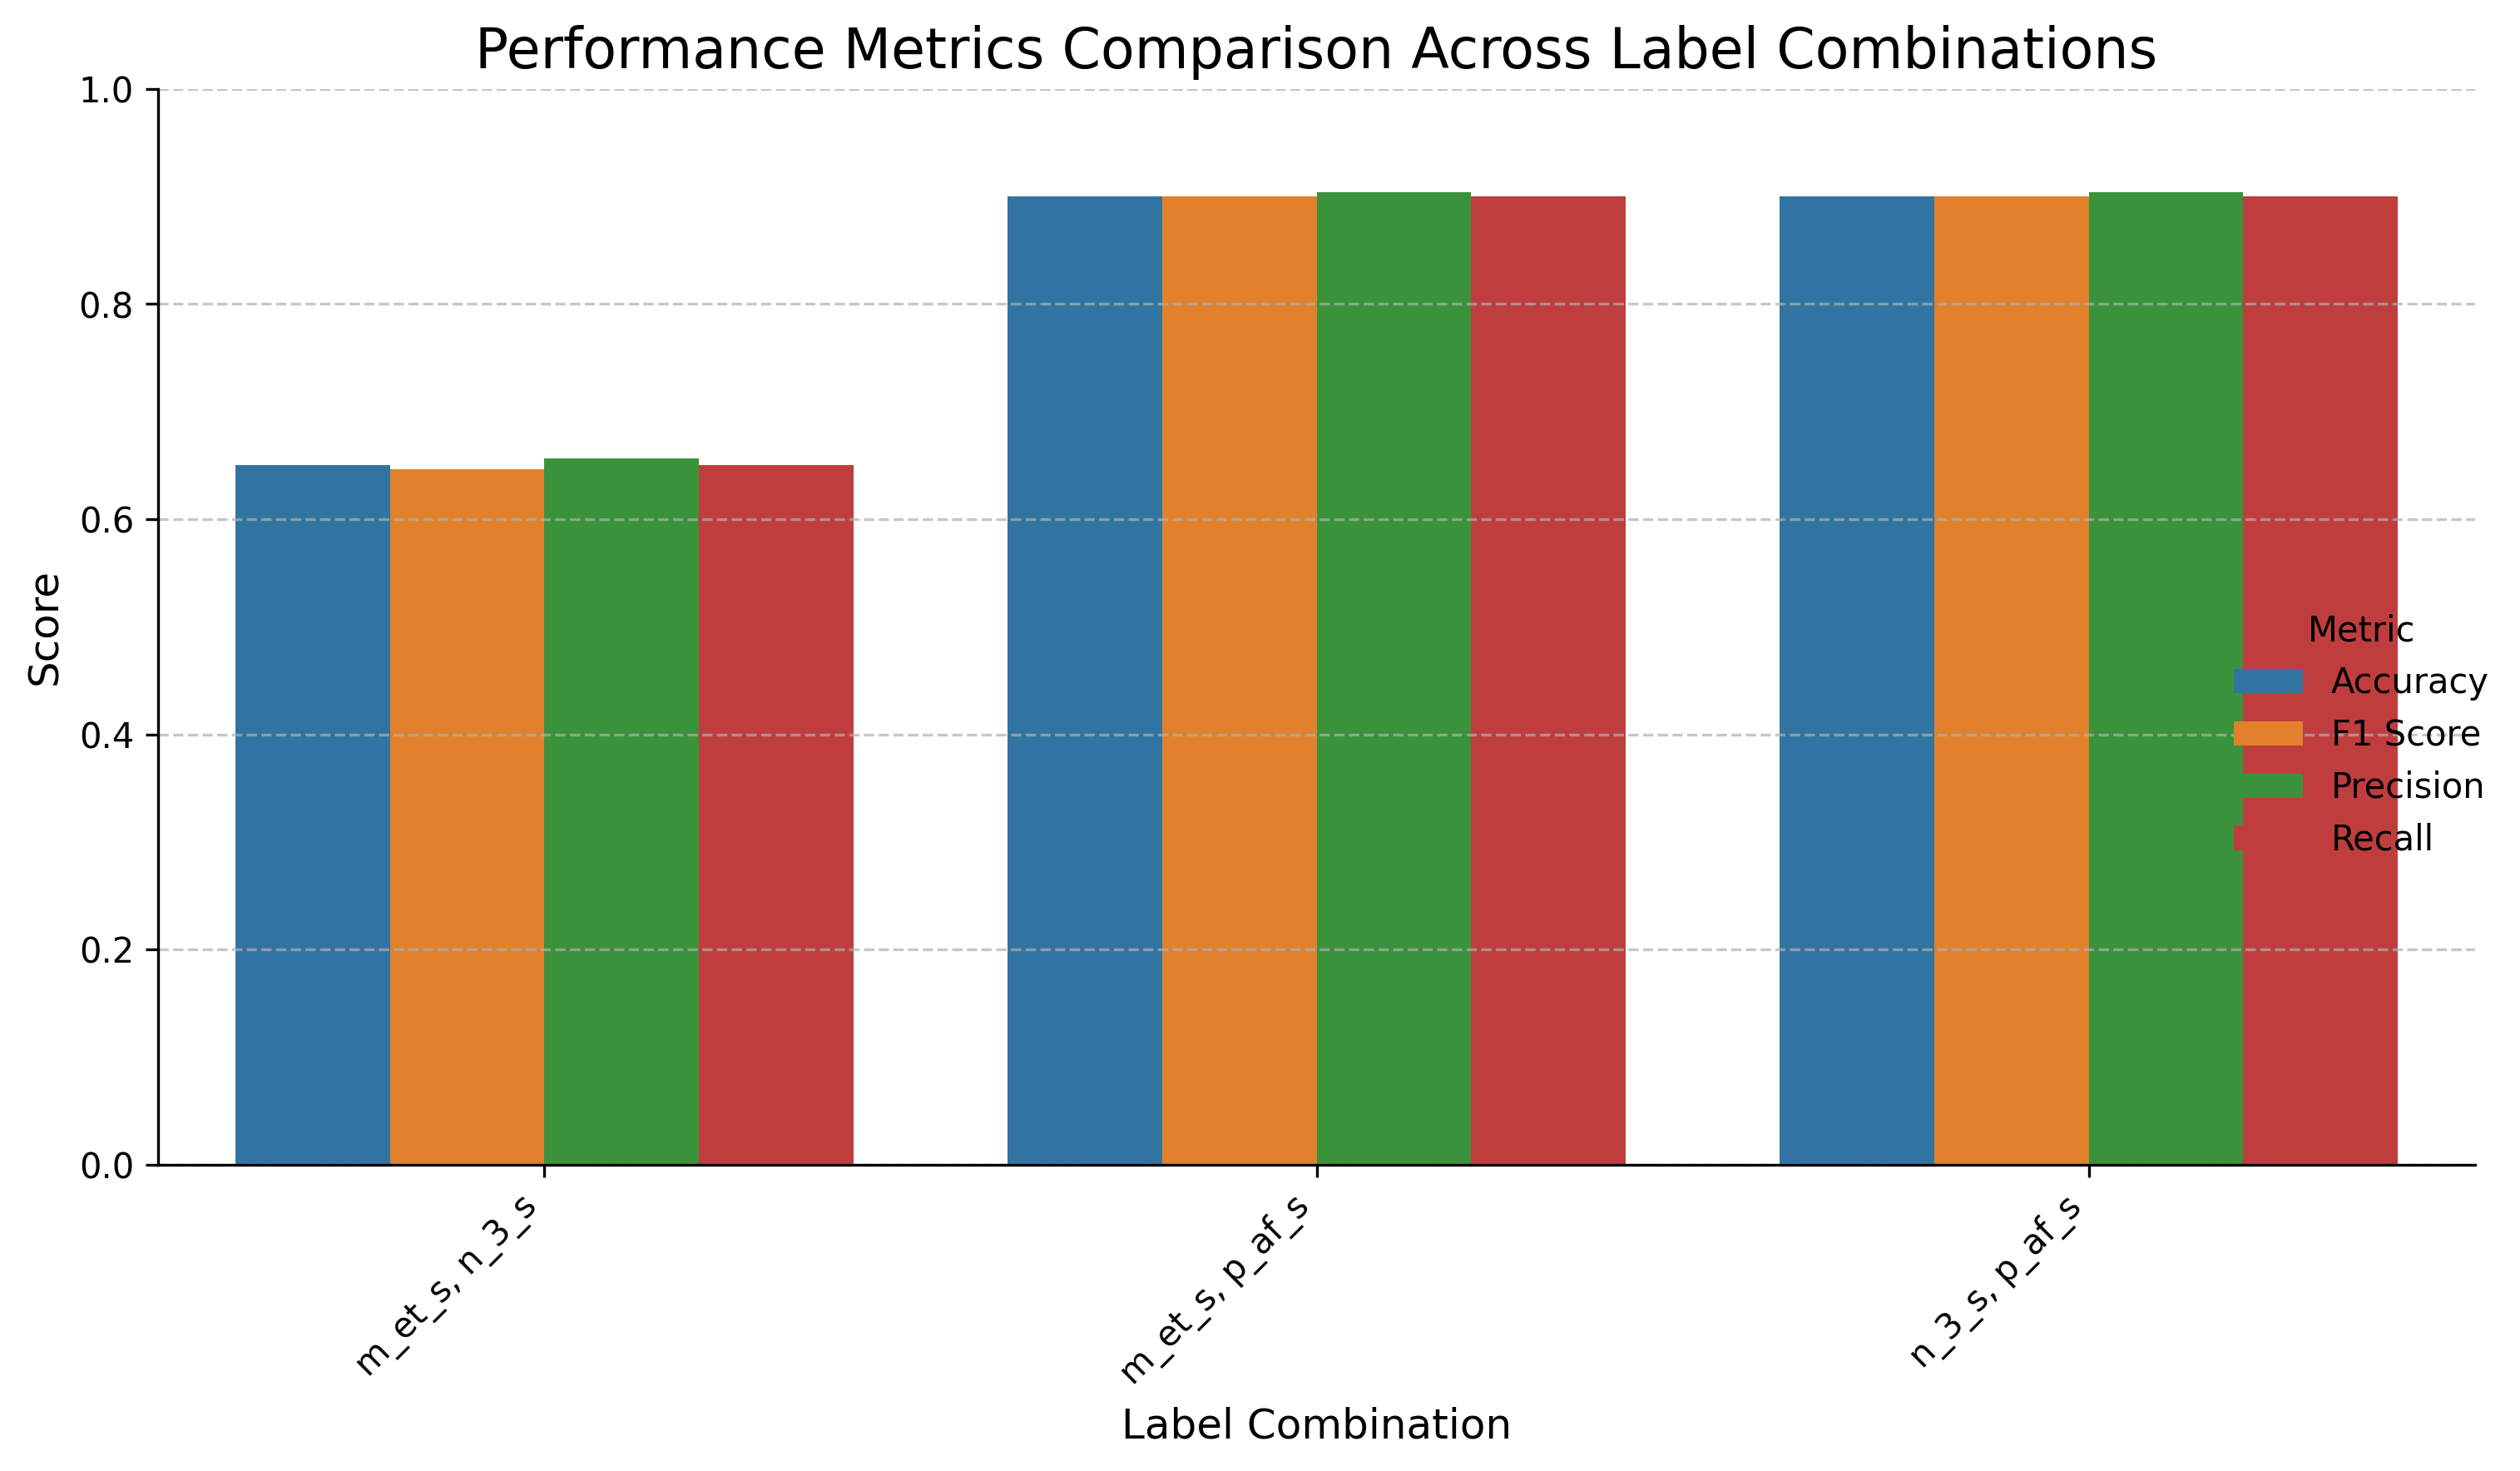 Performance Metrics Comparison Across Label Combinations
1.0
0.8
0.6
0.4
0.2
0.0
Score
Metric
Accuracy
F1 Score
Precision
Recall
m_et_s, n_3_s
m_et_s, p_af_s
n_3_s, p_af_s
Label Combination